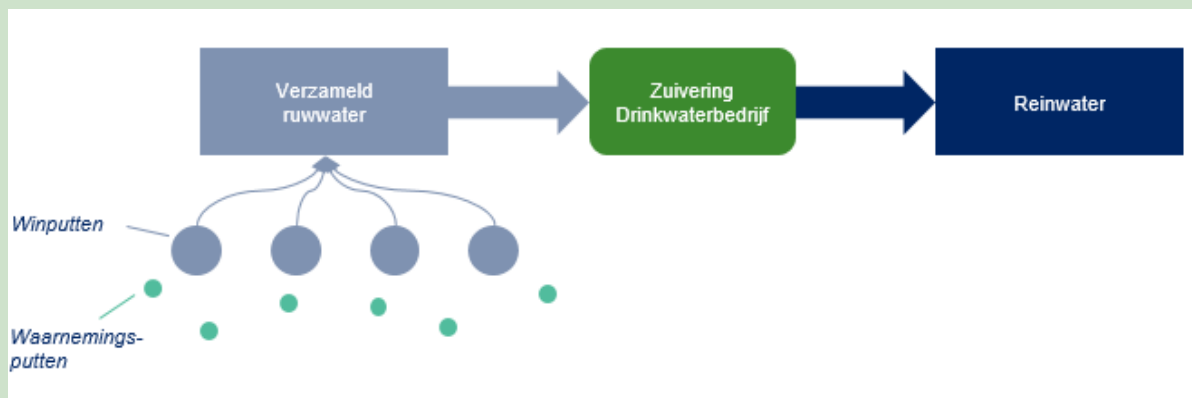 Verzameld
ruwwater
Zuivering
Drinkwaterbedrijf
Reinwater
Winputten
Waarnemings-
putten